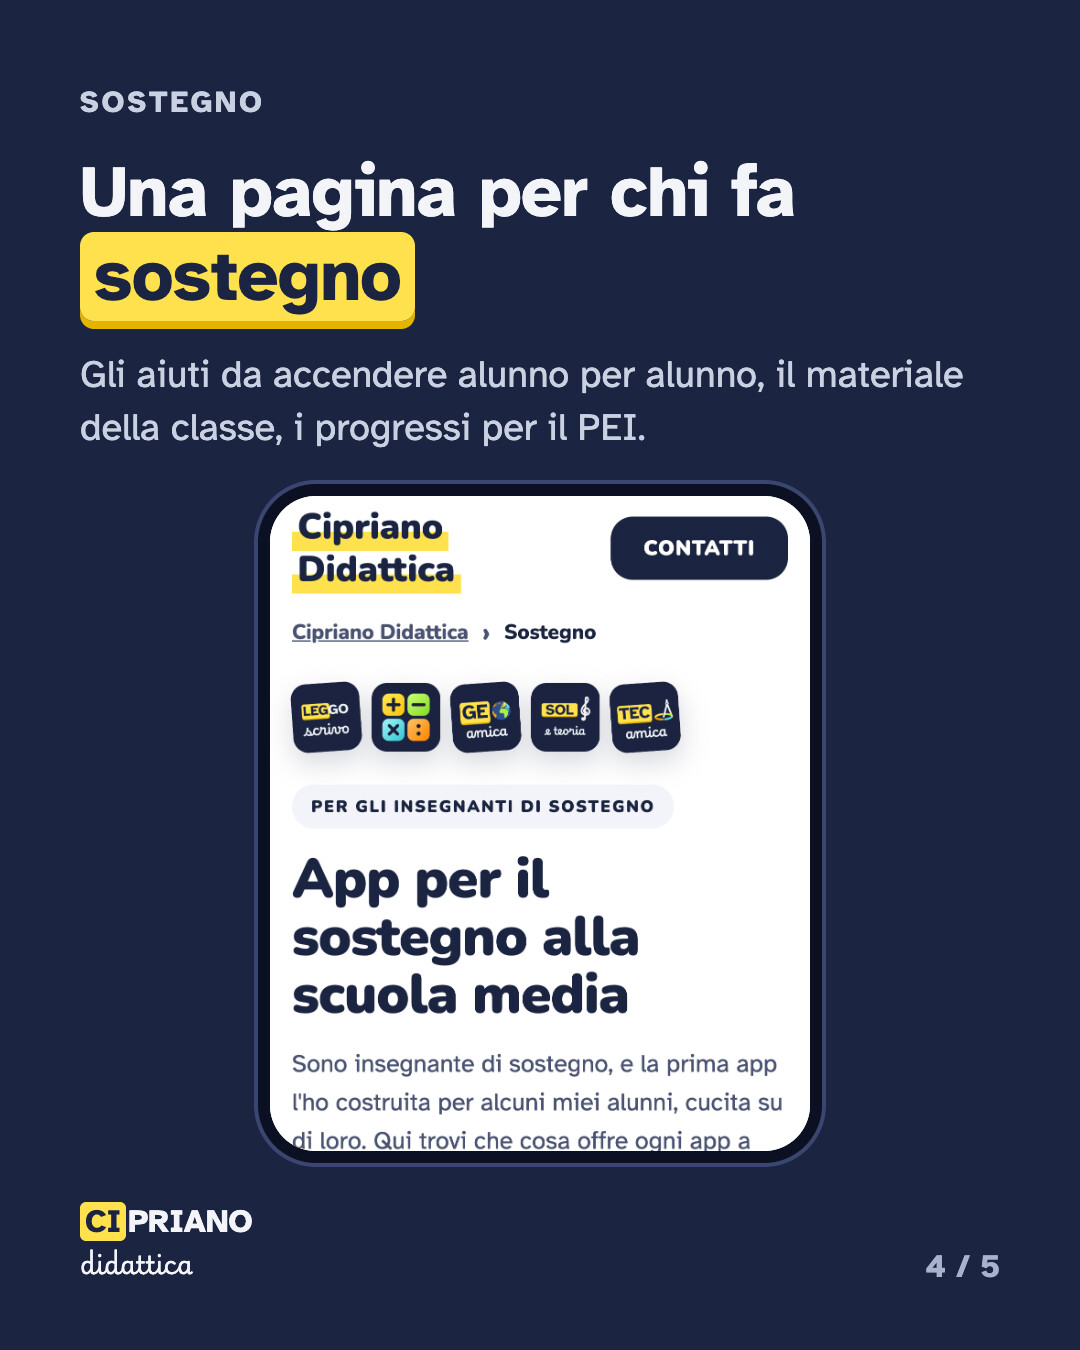 SOSTEGNO
Una pagina per chi fa
sostegno
Gli aiuti da accendere alunno per alunno, il materiale
della classe, i progressi per il PEI.
Cipriano
Didattica
CONTATTI
Cipriano Didattica › Sostegno
LEGGO
scrivo
+ −
× :
GE
amica
SOL
e teoria
TEC
amica
PER GLI INSEGNANTI DI SOSTEGNO
App per il
sostegno alla
scuola media
Sono insegnante di sostegno, e la prima app
l'ho costruita per alcuni miei alunni, cucita su
di loro. Qui trovi che cosa offre ogni app a
CIPRIANO
didattica
4 / 5